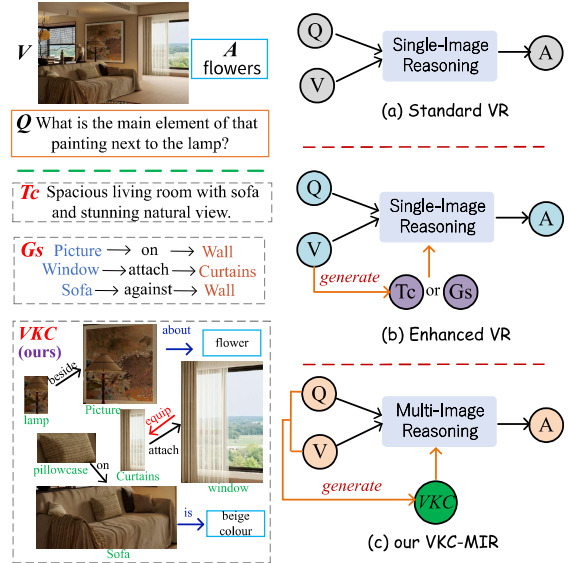 V
A
flowers
Q What is the main element of that
painting next to the lamp?
Tc Spacious living room with sofa
and stunning natural view.
Gs Picture → on → Wall
Window → attach → Curtains
Sofa → against → Wall
VKC
(ours)
about
flower
beside
lamp
Picture
equip
attach
pillowcase
on
Curtains
window
is
beige
colour
Sofa
Q
V
Single-Image
Reasoning
A
(a) Standard VR
Q
V
Single-Image
Reasoning
A
generate
Tc or Gs
(b) Enhanced VR
Q
V
Multi-Image
Reasoning
A
generate
VKC
(c) our VKC-MIR